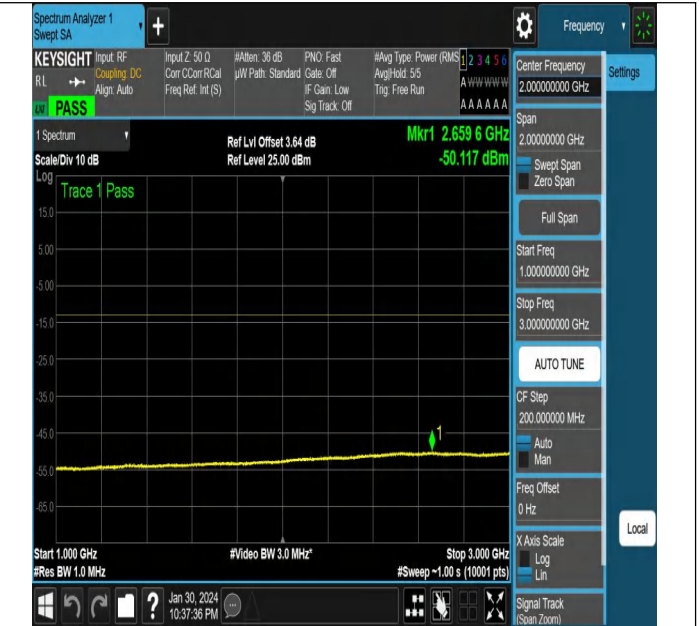 Spectrum Analyzer 1
Swept SA
+
Frequency
KEYSIGHT
RL
LXI PASS
Input: RF
Coupling: DC
Align: Auto
Input Z: 50 Ω
Corr CCorr RCal
Freq Ref: Int (S)
#Atten: 36 dB
µW Path: Standard
PNO: Fast
Gate: Off
IF Gain: Low
Sig Track: Off
#Avg Type: Power (RMS
Avg|Hold: 5/5
Trig: Free Run
1 2 3 4 5 6
A W W W W W
A A A A A A
1 Spectrum
Scale/Div 10 dB
Ref Lvl Offset 3.64 dB
Ref Level 25.00 dBm
Mkr1 2.659 6 GHz
-50.117 dBm
Log
Trace 1 Pass
15.0
5.00
-5.00
-15.0
-25.0
-35.0
-45.0
-55.0
-65.0
1
Start 1.000 GHz
#Res BW 1.0 MHz
#Video BW 3.0 MHz*
Stop 3.000 GHz
#Sweep ~1.00 s (10001 pts)
Jan 30, 2024
10:37:36 PM
Center Frequency
2.000000000 GHz
Settings
Span
2.00000000 GHz
Swept Span
Zero Span
Full Span
Start Freq
1.000000000 GHz
Stop Freq
3.000000000 GHz
AUTO TUNE
CF Step
200.000000 MHz
Auto
Man
Freq Offset
0 Hz
X Axis Scale
Log
Lin
Local
Signal Track
(Span Zoom)